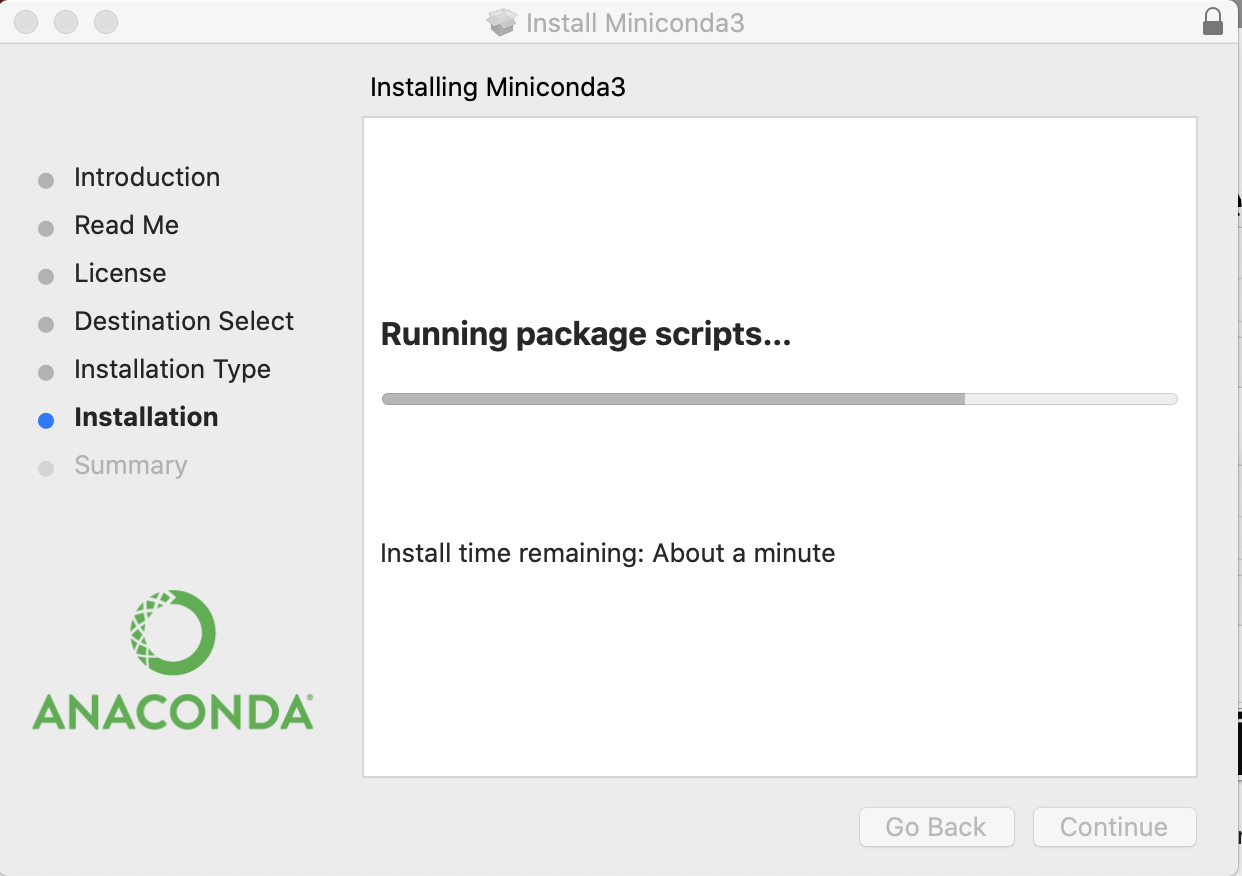 Install Miniconda3
Installing Miniconda3
Introduction
Read Me
License
Destination Select
Installation Type
Installation
Summary
Running package scripts...
Install time remaining: About a minute
ANACONDA®
Go Back
Continue